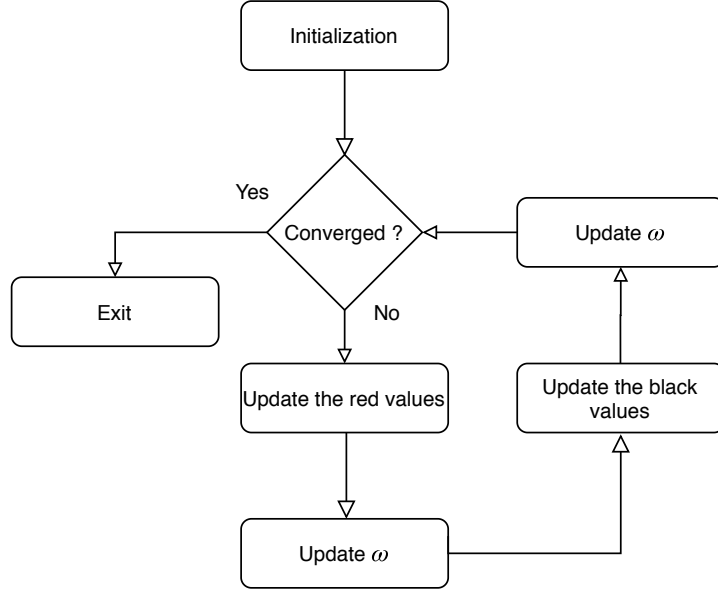 Initialization
Yes
Converged ?
Update ω
Exit
No
Update the red values
Update the black
values
Update ω